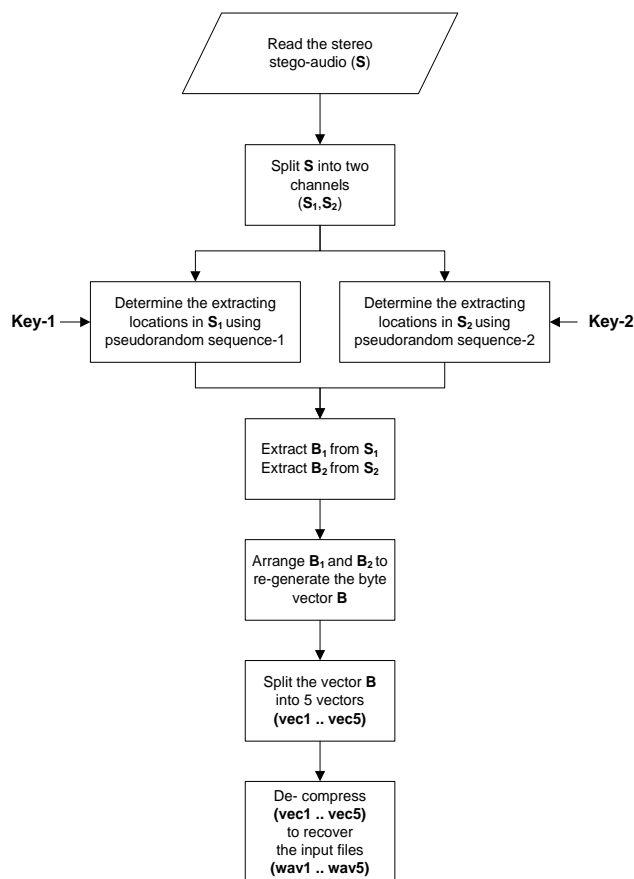 Read the stereo
stego-audio (S)
Split S into two
channels
(S1,S2)
Key-1
Determine the extracting
locations in S1 using
pseudorandom sequence-1
Determine the extracting
locations in S2 using
pseudorandom sequence-2
Key-2
Extract B1 from S1
Extract B2 from S2
Arrange B1 and B2 to
re-generate the byte
vector B
Split the vector B
into 5 vectors
(vec1 .. vec5)
De- compress
(vec1 .. vec5)
to recover
the input files
(wav1 .. wav5)